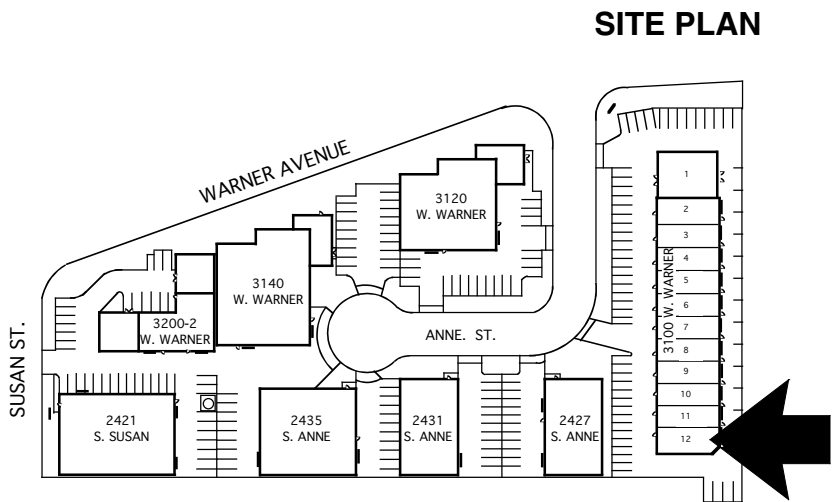 SITE PLAN
WARNER AVENUE
3120
W. WARNER
3140
W. WARNER
3200-2
W. WARNER
ANNE. ST.
SUSAN ST.
2421
S. SUSAN
2435
S. ANNE
2431
S. ANNE
2427
S. ANNE
3100 W. WARNER
1
2
3
4
5
6
7
8
9
10
11
12